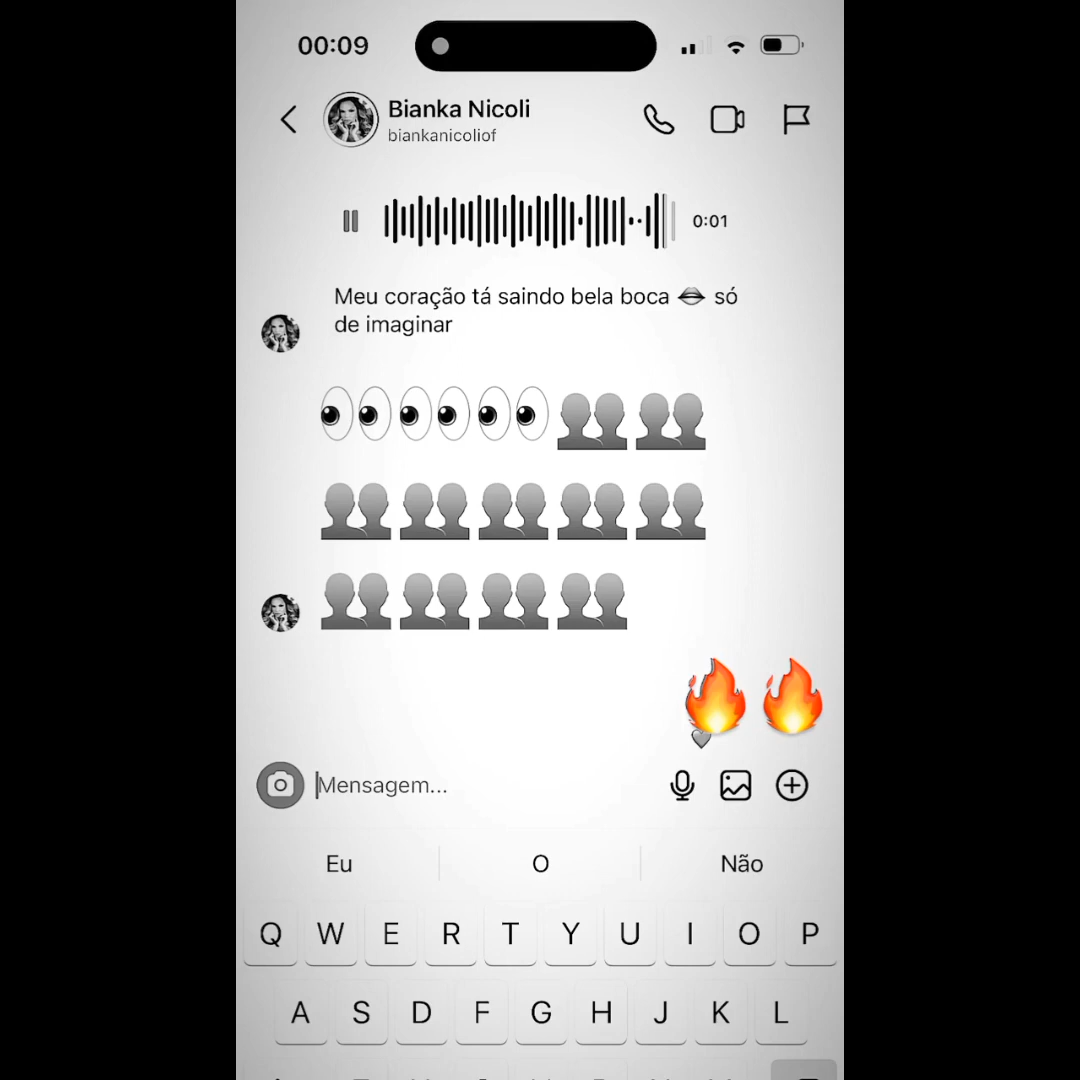 00:09
Bianka Nicoli
biankanicoliof
0:01
Meu coração tá saindo bela boca 👄 só
de imaginar
Mensagem...
Eu O Não
Q W E R T Y U I O P
A S D F G H J K L